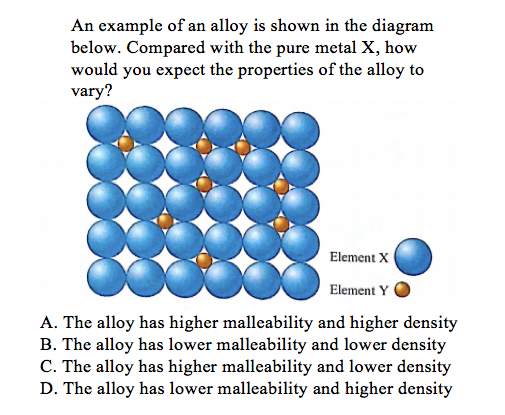 An example of an alloy is shown in the diagram
below. Compared with the pure metal X, how
would you expect the properties of the alloy to
vary?
Element X
Element Y
A. The alloy has higher malleability and higher density
B. The alloy has lower malleability and lower density
C. The alloy has higher malleability and lower density
D. The alloy has lower malleability and higher density